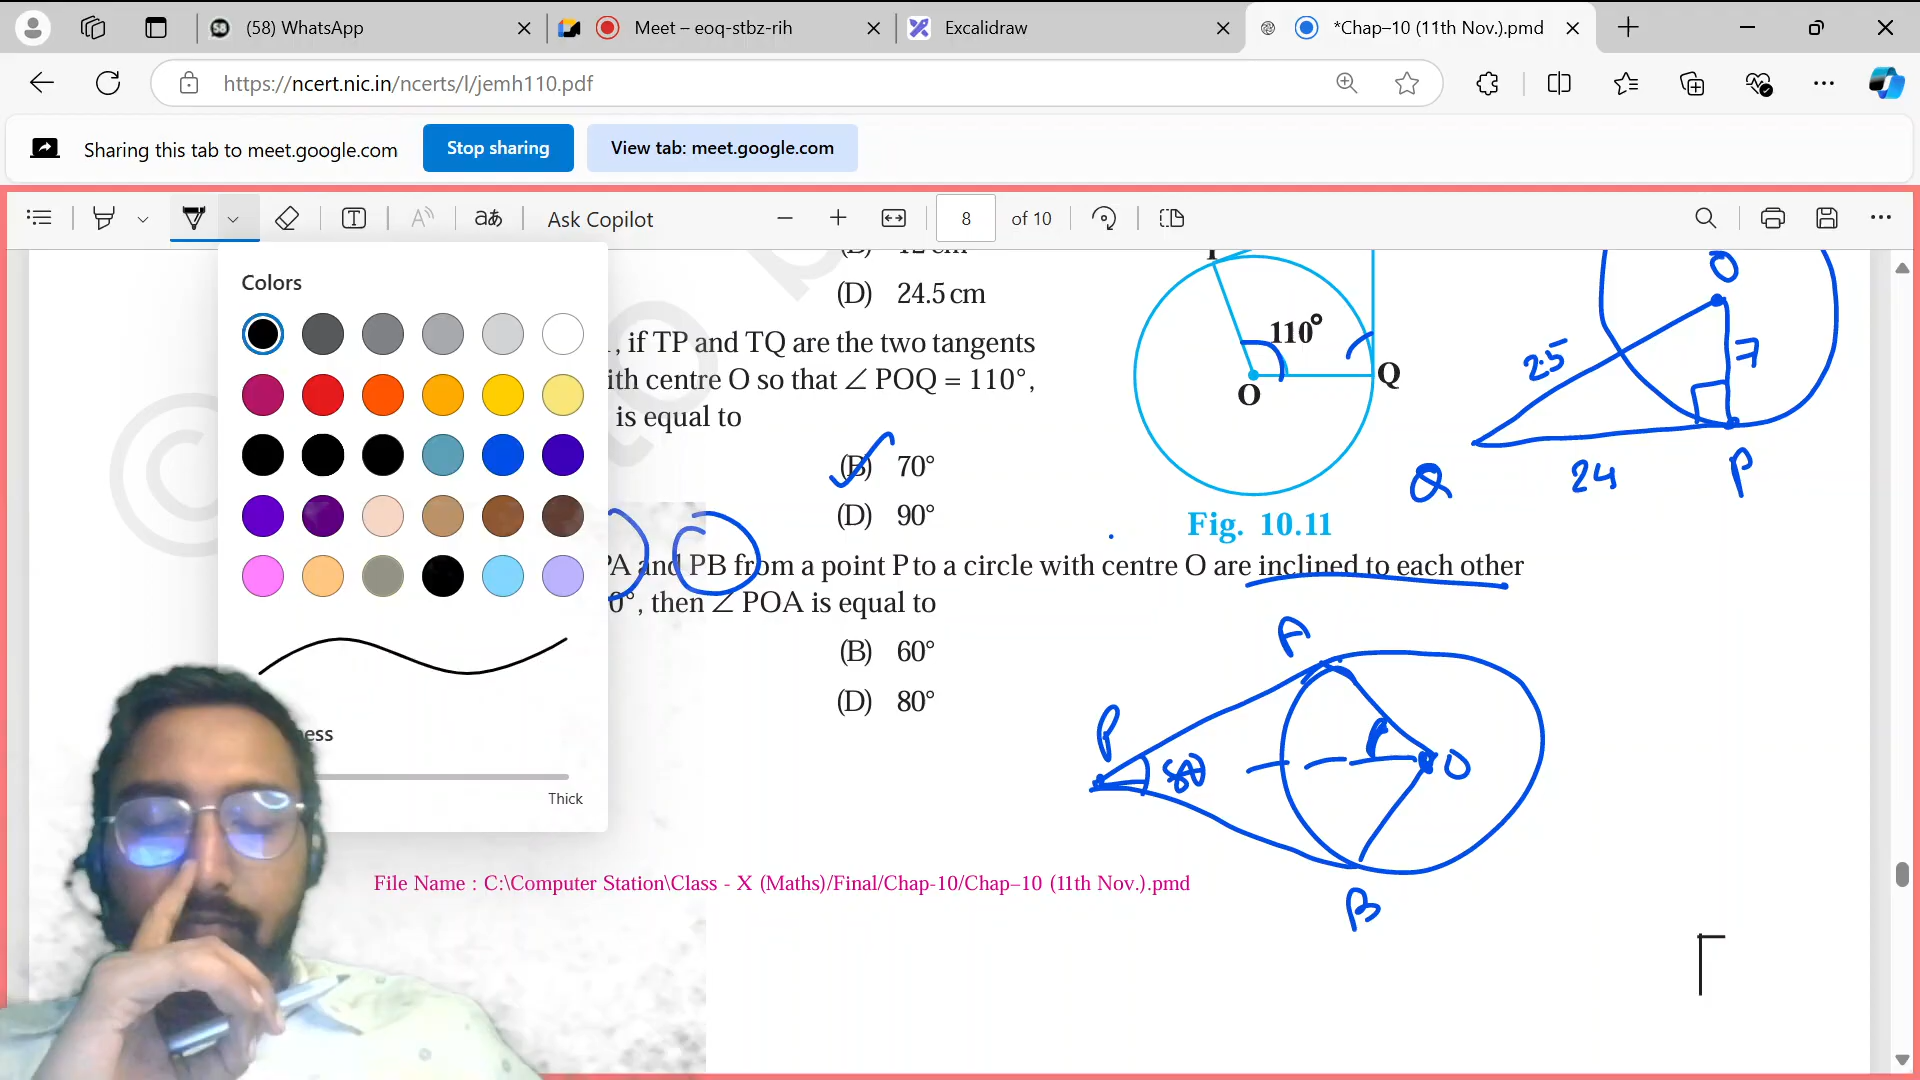 (58) WhatsApp
Meet – eoq-stbz-rih
Excalidraw
*Chap–10 (11th Nov.).pmd
https://ncert.nic.in/ncerts/l/jemh110.pdf
Sharing this tab to meet.google.com
Stop sharing
View tab: meet.google.com
Ask Copilot
8 of 10
Colors
(D) 24.5 cm
, if TP and TQ are the two tangents
ith centre O so that ∠ POQ = 110°,
is equal to
(B) 70°
(D) 90°
110°
O
Q
Fig. 10.11
O
25
7
Q
24
P
PA and PB from a point P to a circle with centre O are inclined to each other
0°, then ∠ POA is equal to
(B) 60°
(D) 80°
A
P
80
O
B
ness
Thick
File Name : C:\Computer Station\Class - X (Maths)/Final/Chap-10/Chap–10 (11th Nov.).pmd